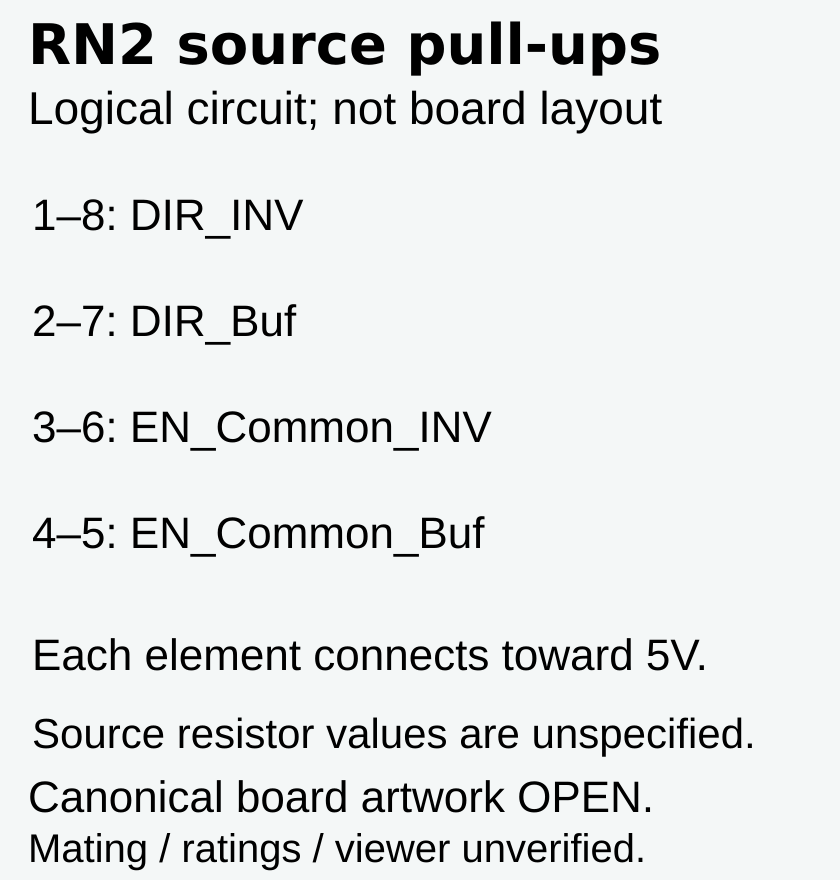 RN2 source pull-ups
Logical circuit; not board layout
1–8: DIR_INV
2–7: DIR_Buf
3–6: EN_Common_INV
4–5: EN_Common_Buf
Each element connects toward 5V.
Source resistor values are unspecified.
Canonical board artwork OPEN.
Mating / ratings / viewer unverified.